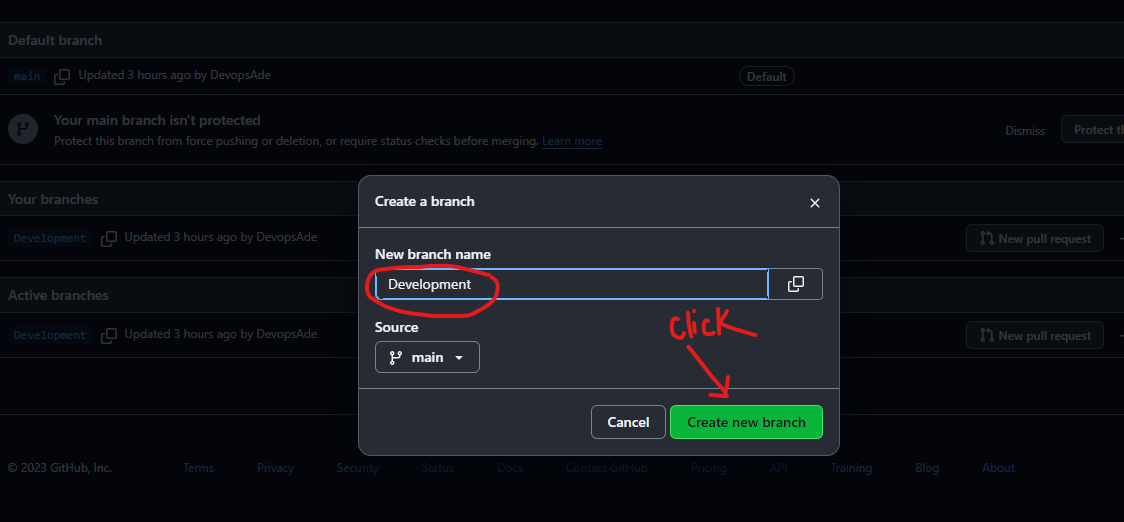 Default branch
main Updated 3 hours ago by DevopsAde Default
Your main branch isn't protected
Protect this branch from force pushing or deletion, or require status checks before merging. Learn more
Dismiss Protect
Your branches
Development Updated 3 hours ago by DevopsAde New pull request
Active branches
Development Updated 3 hours ago by DevopsAde New pull request
Create a branch
New branch name
Development
Source
main
click
Cancel Create new branch
© 2023 GitHub, Inc. Terms Privacy Security Status Docs Contact GitHub Pricing API Training Blog About